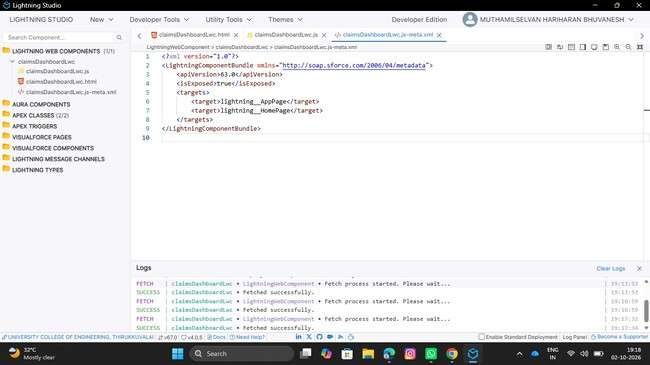 Lightning Studio
LIGHTNING STUDIO New Developer Tools Utility Tools Themes Developer Edition MUTHAMILSELVAN HARIHARAN BHUVANESH
Search Component...
claimsDashboardLwc.html claimsDashboardLwc.js claimsDashboardLwc.js-meta.xml
LightningWebComponent > claimsDashboardLwc > claimsDashboardLwc.js-meta.xml
LIGHTNING WEB COMPONENTS (1/1)
claimsDashboardLwc
claimsDashboardLwc.js
claimsDashboardLwc.html
claimsDashboardLwc.js-meta.xml
AURA COMPONENTS
APEX CLASSES (2/2)
APEX TRIGGERS
VISUALFORCE PAGES
VISUALFORCE COMPONENTS
LIGHTNING MESSAGE CHANNELS
LIGHTNING TYPES
1 <?xml version="1.0"?>
2 <LightningComponentBundle xmlns="http://soap.sforce.com/2006/04/metadata">
3 <apiVersion>63.0</apiVersion>
4 <isExposed>true</isExposed>
5 <targets>
6 <target>lightning__AppPage</target>
7 <target>lightning__HomePage</target>
8 </targets>
9 </LightningComponentBundle>
10
Logs Clear Logs
FETCH | claimsDashboardLwc • LightningWebComponent • Fetch process started. Please wait... | 19:13:53
SUCCESS | claimsDashboardLwc • Fetched successfully. | 19:13:53
FETCH | claimsDashboardLwc • LightningWebComponent • Fetch process started. Please wait... | 19:16:59
SUCCESS | claimsDashboardLwc • Fetched successfully. | 19:16:59
FETCH | claimsDashboardLwc • LightningWebComponent • Fetch process started. Please wait... | 19:17:31
SUCCESS | claimsDashboardLwc • Fetched successfully. | 19:17:34
UNIVERSITY COLLEGE OF ENGINEERING, THIRUKKUVALAI v67.0 v4.0.5 Docs Need Help? Enable Standard Deployment Log Panel Become a Supporter
32°C
Mostly clear
Search
ENG
IN
19:18
02-10-2026